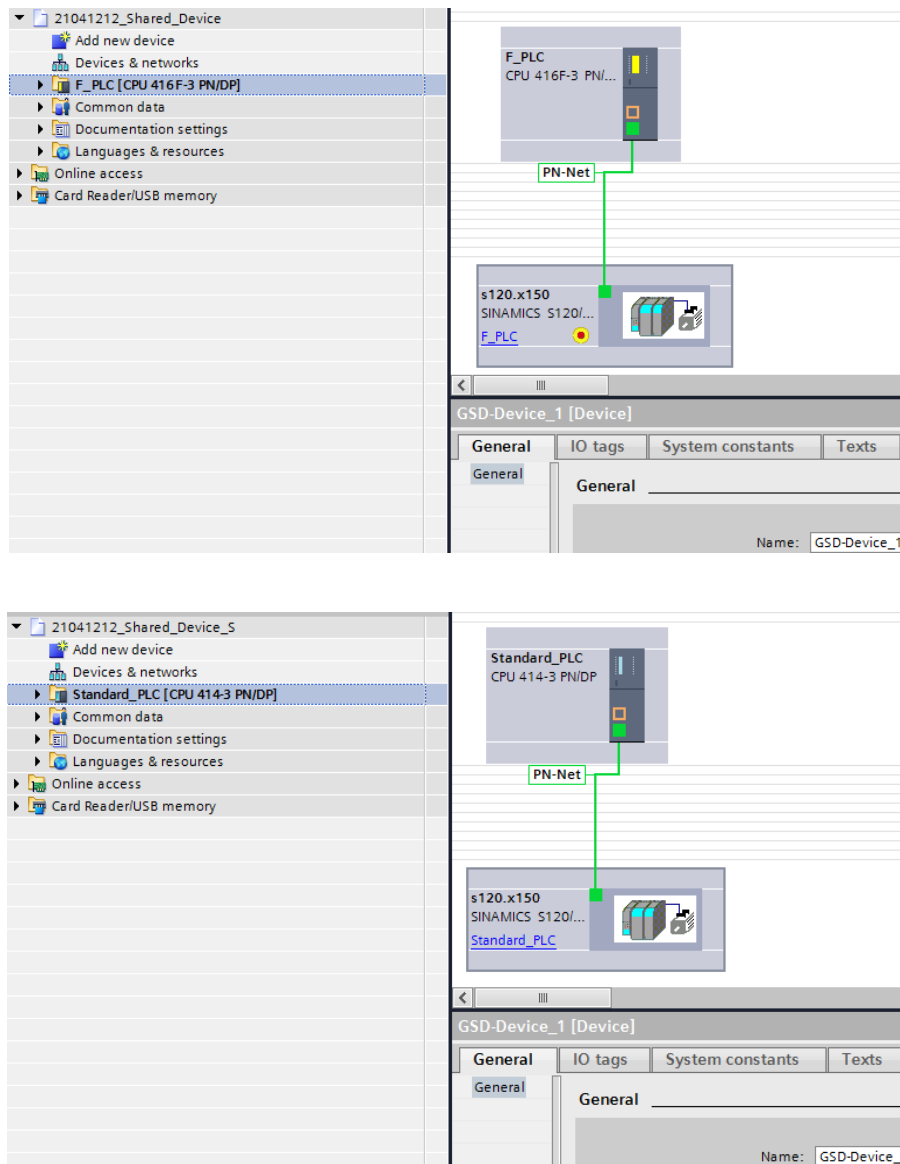 21041212_Shared_Device
Add new device
Devices & networks
F_PLC [CPU 416F-3 PN/DP]
Common data
Documentation settings
Languages & resources
Online access
Card Reader/USB memory
F_PLC
CPU 416F-3 PN/...
PN-Net
s120.x150
SINAMICS S120/...
F_PLC
GSD-Device_1 [Device]
General IO tags System constants Texts
General
General
Name: GSD-Device_1
21041212_Shared_Device_S
Add new device
Devices & networks
Standard_PLC [CPU 414-3 PN/DP]
Common data
Documentation settings
Languages & resources
Online access
Card Reader/USB memory
Standard_PLC
CPU 414-3 PN/DP
PN-Net
s120.x150
SINAMICS S120/...
Standard_PLC
GSD-Device_1 [Device]
General IO tags System constants Texts
General
General
Name: GSD-Device_